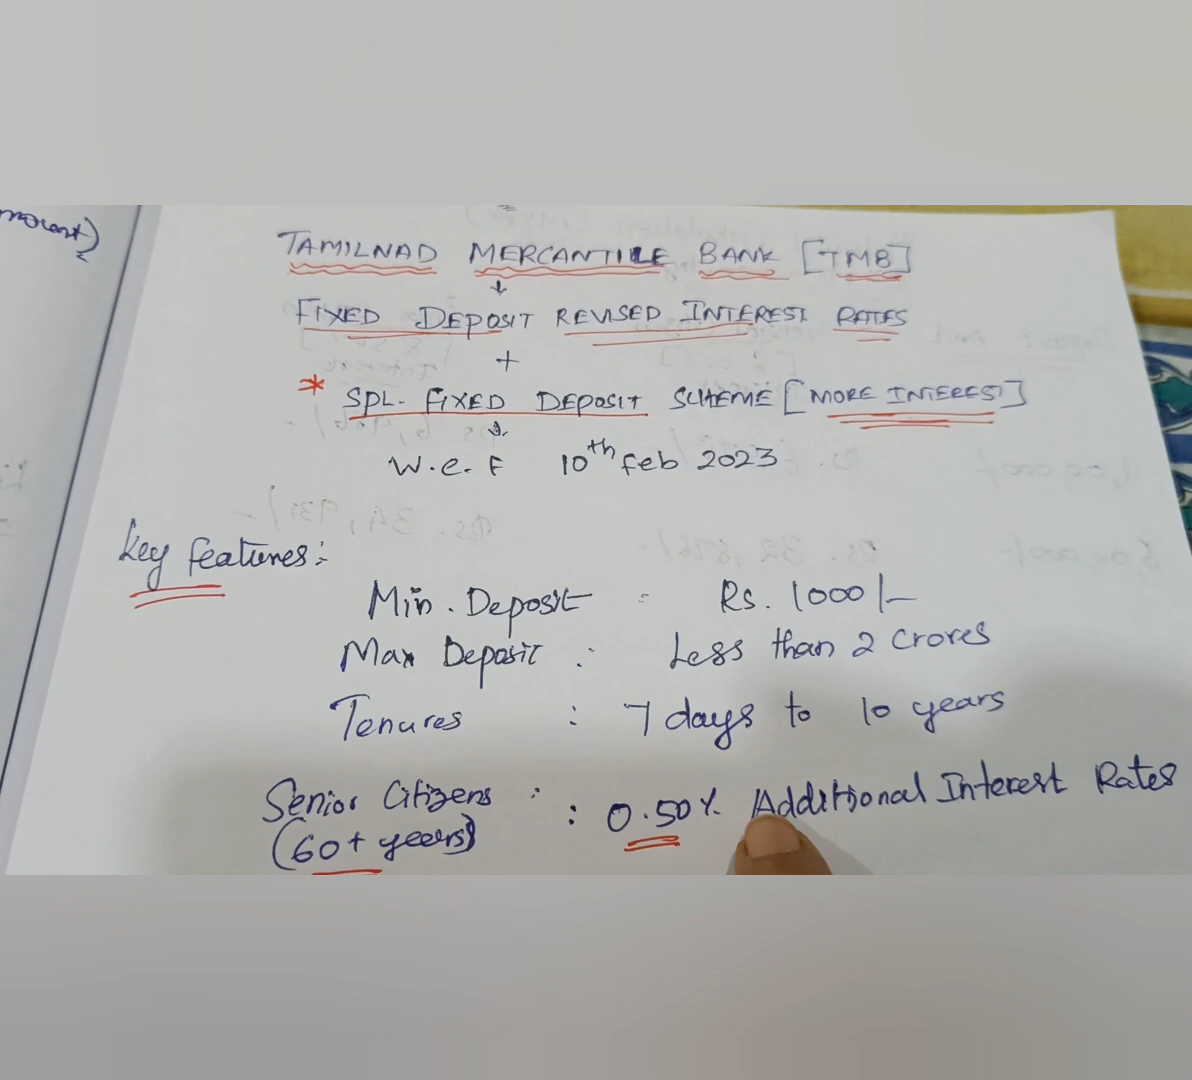 TAMILNAD MERCANTILE BANK [TMB]
FIXED DEPOSIT REVISED INTEREST RATES
+
* SPL. FIXED DEPOSIT SCHEME [MORE INTEREST]
W.e.F 10th feb 2023
Key features:-
Min. Deposit : Rs. 1000/-
Max Deposit : Less than 2 crores
Tenures : 7 days to 10 years
Senior Citizens : : 0.50% Additional Interest Rates
(60+ years)